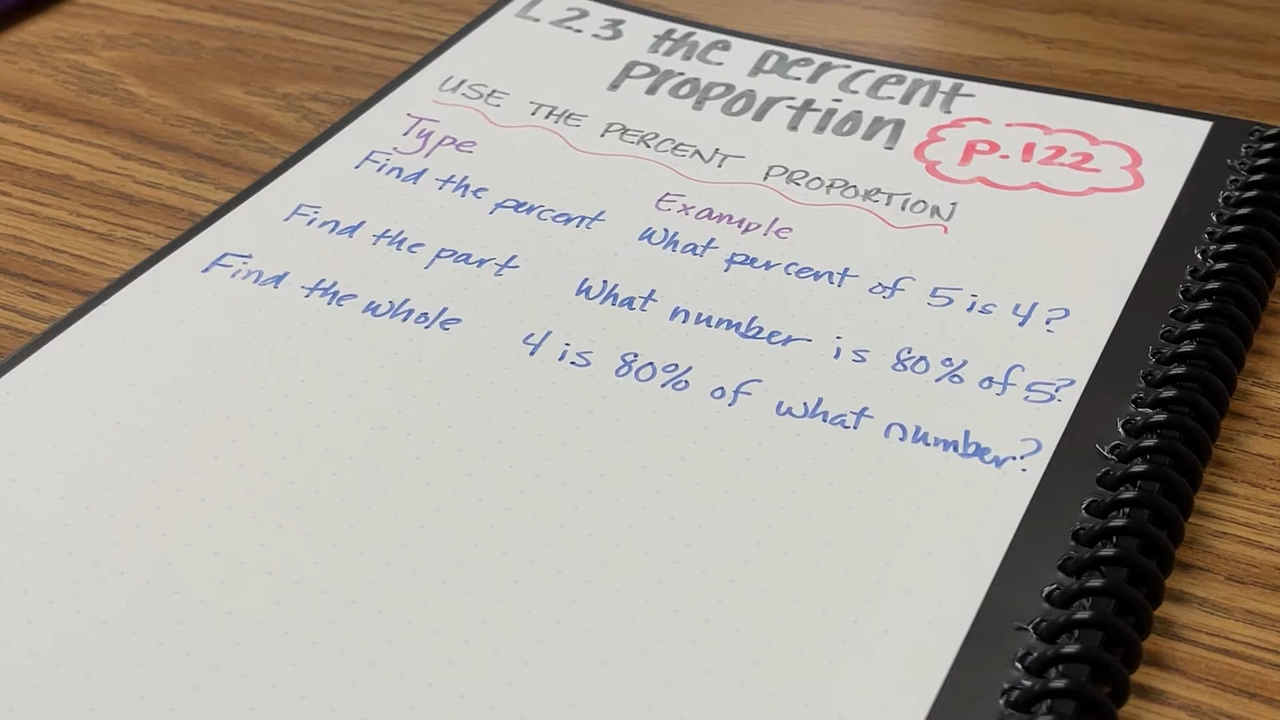 L2.3 the percent
proportion
p.122
USE THE PERCENT PROPORTION
Type
Example
Find the percent What percent of 5 is 4?
Find the part What number is 80% of 5?
Find the whole 4 is 80% of what number?